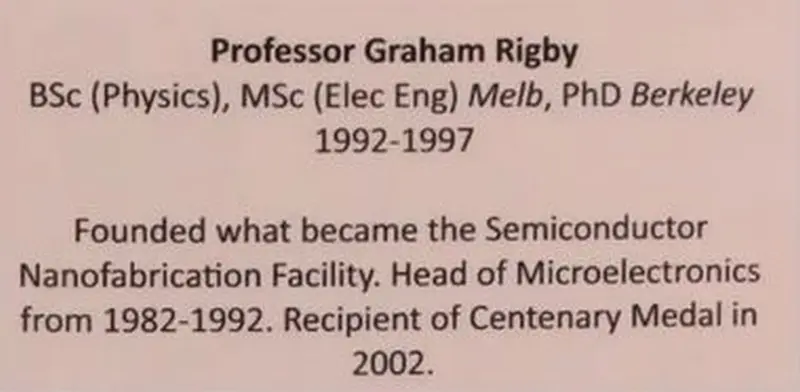 Professor Graham Rigby
BSc (Physics), MSc (Elec Eng) Melb, PhD Berkeley
1992-1997
Founded what became the Semiconductor
Nanofabrication Facility. Head of Microelectronics
from 1982-1992. Recipient of Centenary Medal in
2002.